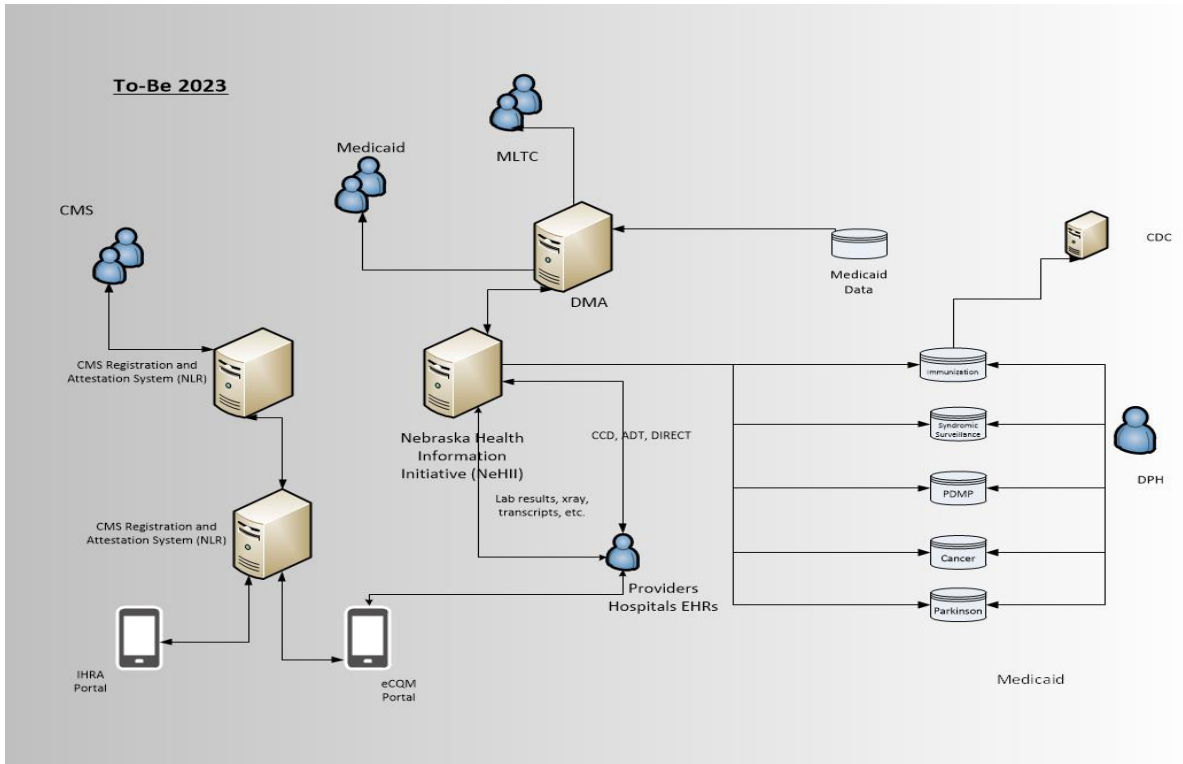 To-Be 2023
MLTC
Medicaid
CMS
CDC
DMA
Medicaid
Data
CMS Registration and
Attestation System (NLR)
Immunization
Nebraska Health
Information
Initiative (NeHII)
CCD, ADT, DIRECT
Syndromic
Surveillance
DPH
Lab results, xray,
transcripts, etc.
PDMP
CMS Registration and
Attestation System (NLR)
Cancer
Providers
Hospitals EHRs
Parkinson
IHRA
Portal
eCQM
Portal
Medicaid